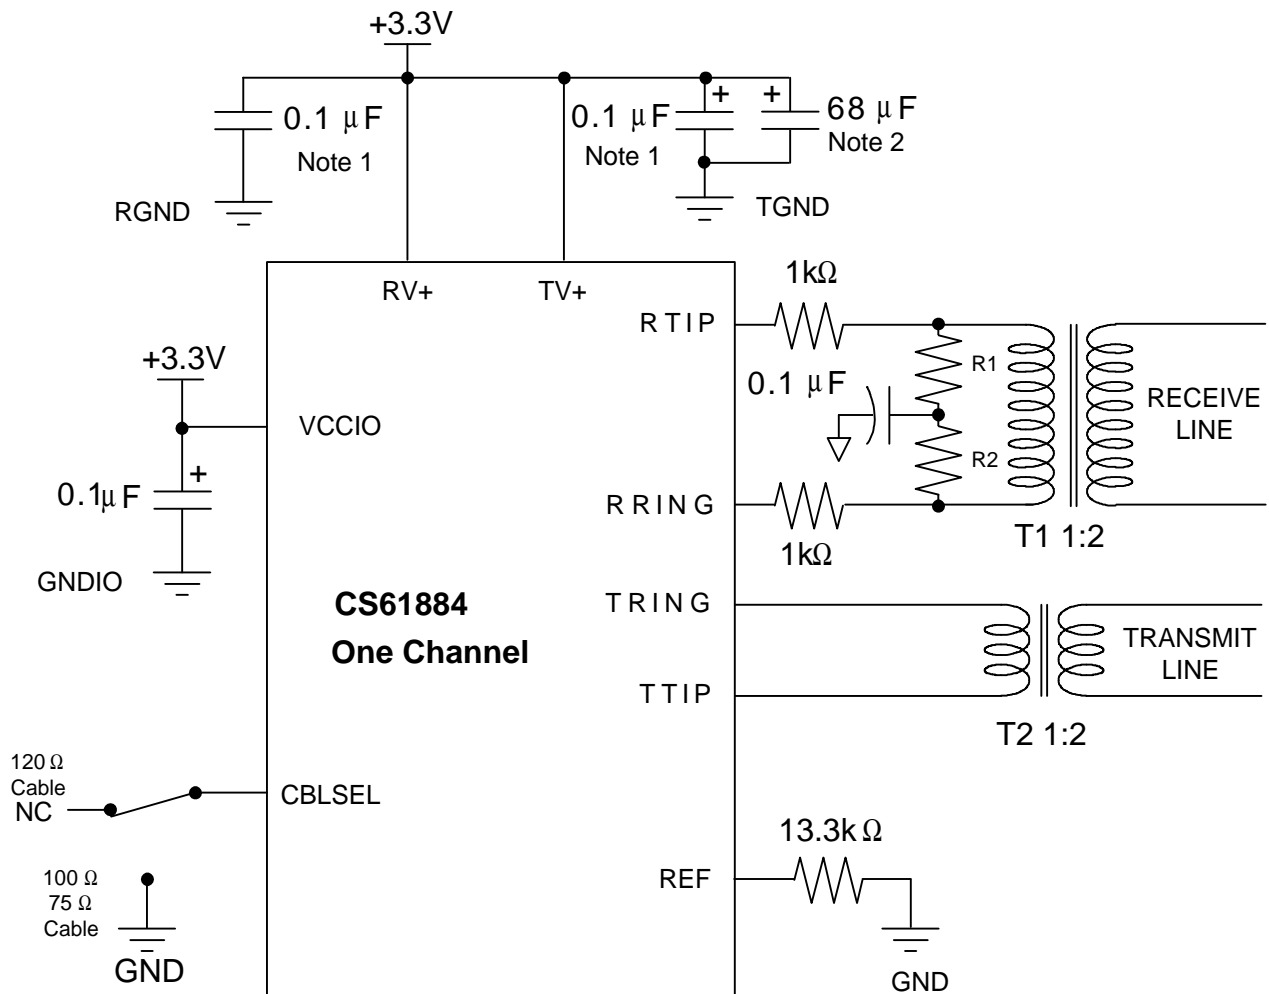 +3.3V
+
+
0.1 μF
Note 1
0.1 μF
Note 1
68 μF
Note 2
RGND
TGND
RV+
TV+
1kΩ
RTIP
+3.3V
0.1 μF
R1
RECEIVE
LINE
VCCIO
R2
+
0.1μF
RRING
1kΩ
T1 1:2
GNDIO
CS61884
One Channel
TRING
TRANSMIT
LINE
TTIP
T2 1:2
120 Ω
Cable
NC
CBLSEL
13.3k Ω
REF
100 Ω
75 Ω
Cable
GND
GND